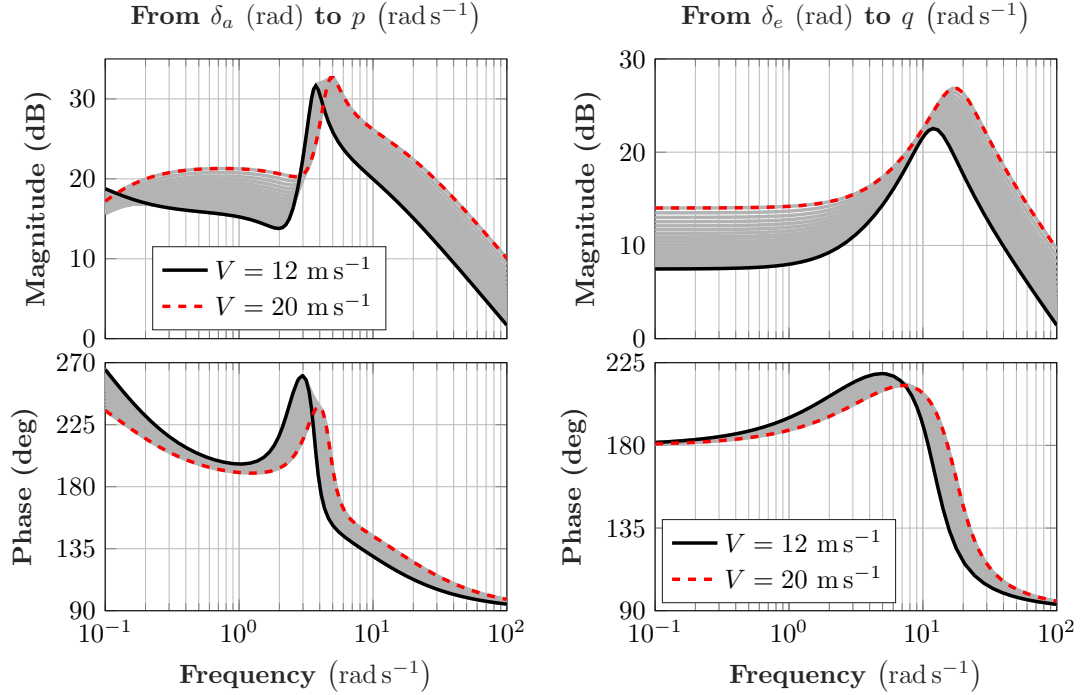 From δₐ (rad) to p (rad s⁻¹)
30
20
10
0
Magnitude (dB)
V = 12 m s⁻¹
V = 20 m s⁻¹
270
225
180
135
90
Phase (deg)
10⁻¹ 10⁰ 10¹ 10²
Frequency (rad s⁻¹)
From δₑ (rad) to q (rad s⁻¹)
30
20
10
0
Magnitude (dB)
225
180
135
90
Phase (deg)
V = 12 m s⁻¹
V = 20 m s⁻¹
10⁻¹ 10⁰ 10¹ 10²
Frequency (rad s⁻¹)